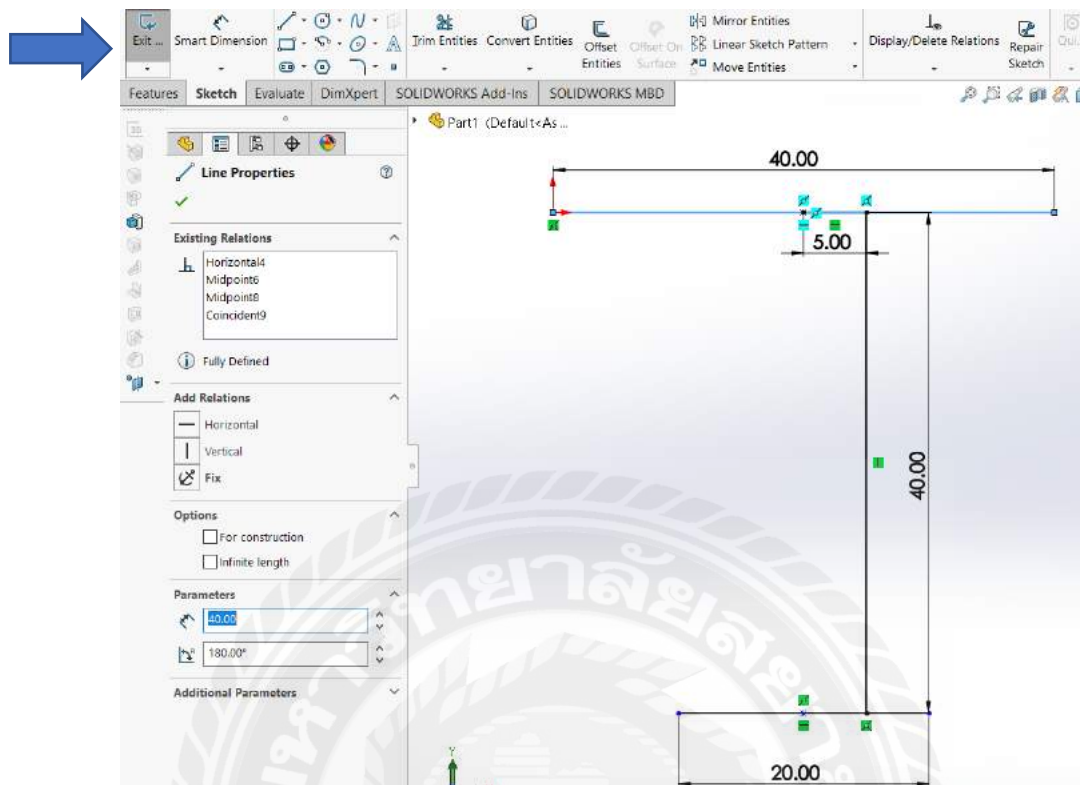 Exit ...
Smart Dimension
Trim Entities
Convert Entities
Offset Entities
Offset On Surface
Mirror Entities
Linear Sketch Pattern
Move Entities
Display/Delete Relations
Repair Sketch
Qui...
Features
Sketch
Evaluate
DimXpert
SOLIDWORKS Add-Ins
SOLIDWORKS MBD
Part1 (Default<As ...
Line Properties
Existing Relations
Horizontal4
Midpoint6
Midpoint8
Coincident9
Fully Defined
Add Relations
Horizontal
Vertical
Fix
Options
For construction
Infinite length
Parameters
40.00
180.00°
Additional Parameters
40.00
5.00
40.00
20.00
Y